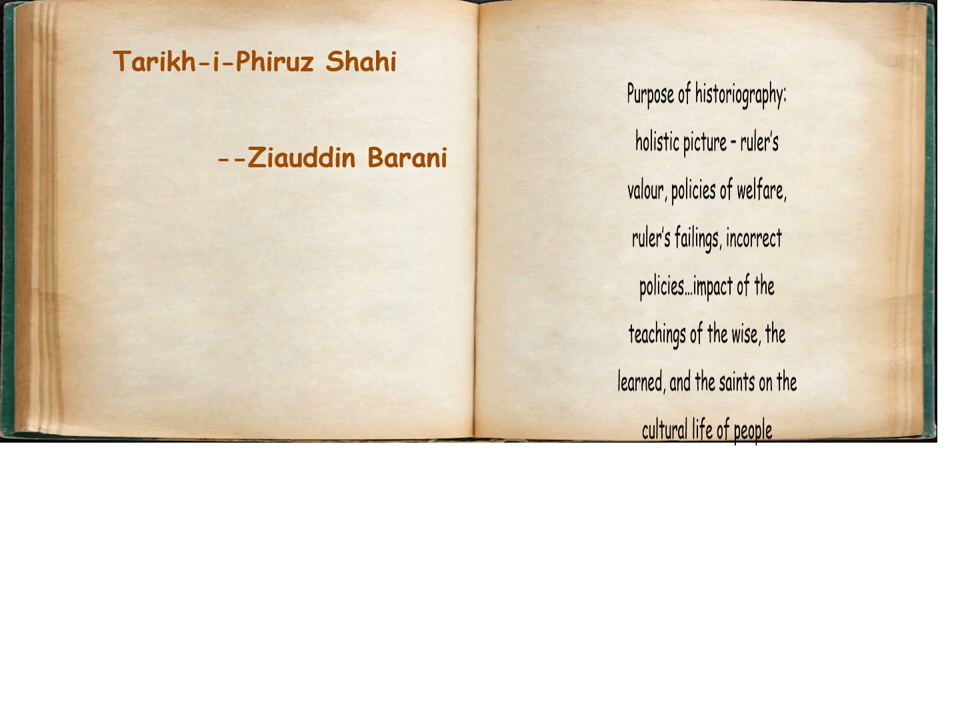 Tarikh-i-Phiruz Shahi
--Ziauddin Barani
Purpose of historiography:
holistic picture – ruler's
valour, policies of welfare,
ruler's failings, incorrect
policies...impact of the
teachings of the wise, the
learned, and the saints on the
cultural life of people